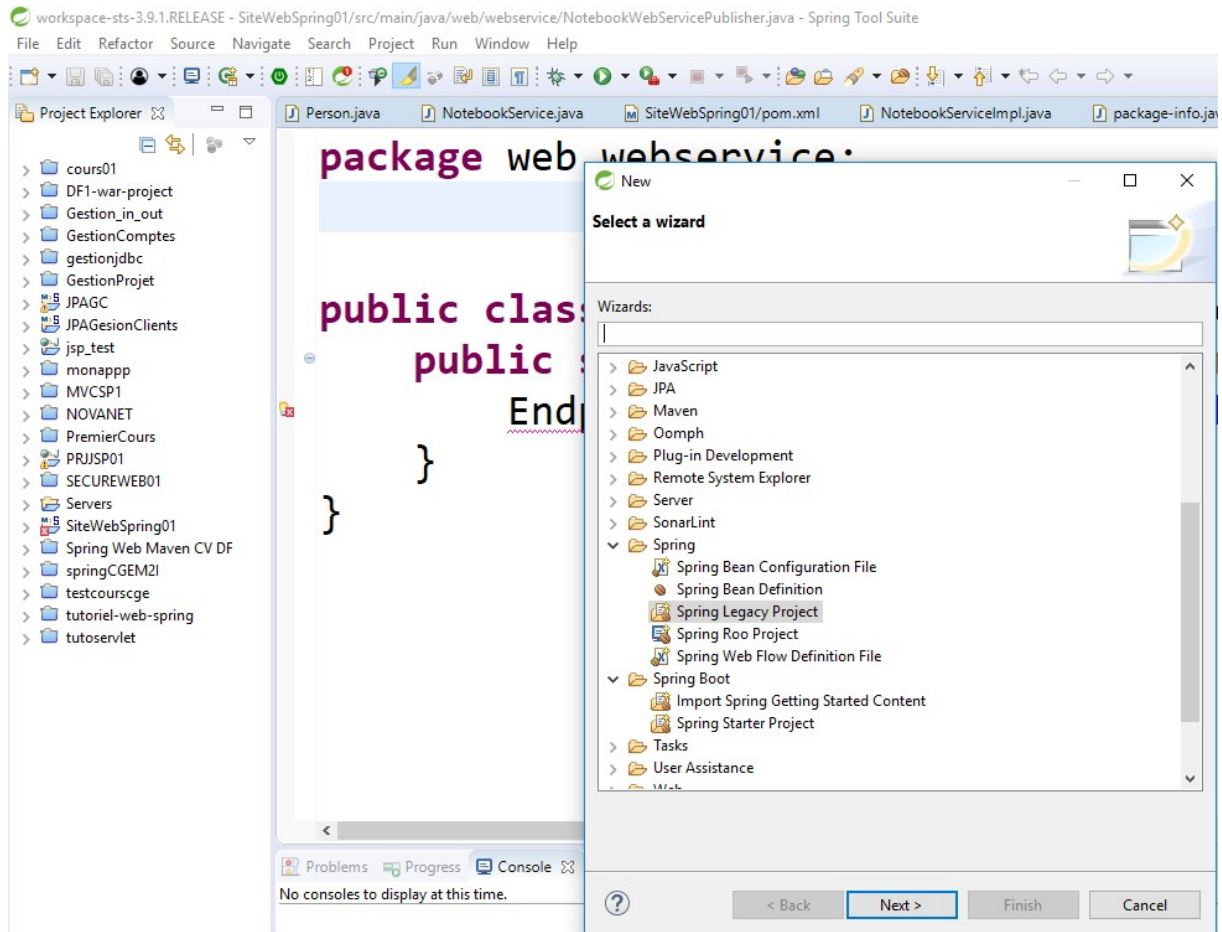 workspace-sts-3.9.1.RELEASE - SiteWebSpring01/src/main/java/web/webservice/NotebookWebServicePublisher.java - Spring Tool Suite
File Edit Refactor Source Navigate Search Project Run Window Help
Project Explorer
Person.java NotebookService.java SiteWebSpring01/pom.xml NotebookServiceImpl.java package-info.jav
cours01
DF1-war-project
Gestion_in_out
GestionComptes
gestionjdbc
GestionProjet
JPAGC
JPAGesionClients
jsp_test
monappp
MVCSP1
NOVANET
PremierCours
PRJJSP01
SECUREWEB01
Servers
SiteWebSpring01
Spring Web Maven CV DF
springCGEM2I
testcourscge
tutoriel-web-spring
tutoservlet
package web.webservice;
public clas
public s
Endp
}
}
New
Select a wizard
Wizards:
JavaScript
JPA
Maven
Oomph
Plug-in Development
Remote System Explorer
Server
SonarLint
Spring
Spring Bean Configuration File
Spring Bean Definition
Spring Legacy Project
Spring Roo Project
Spring Web Flow Definition File
Spring Boot
Import Spring Getting Started Content
Spring Starter Project
Tasks
User Assistance
Web
Problems Progress Console
No consoles to display at this time.
< Back Next > Finish Cancel